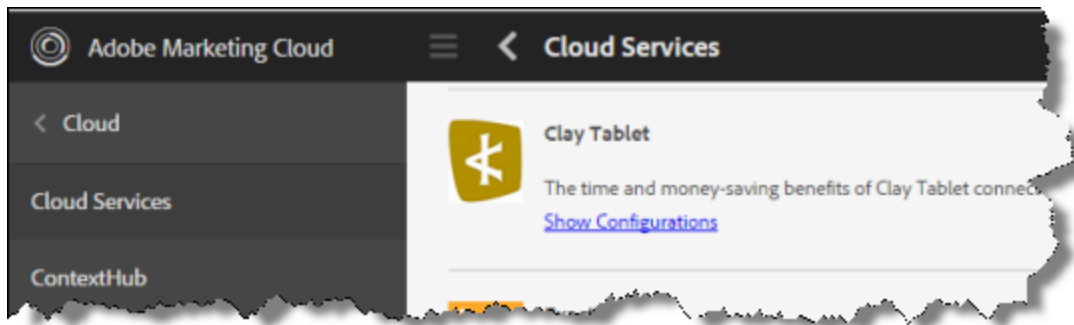 Adobe Marketing Cloud
Cloud Services
Cloud
Cloud Services
ContextHub
Clay Tablet
The time and money-saving benefits of Clay Tablet
Show Configurations